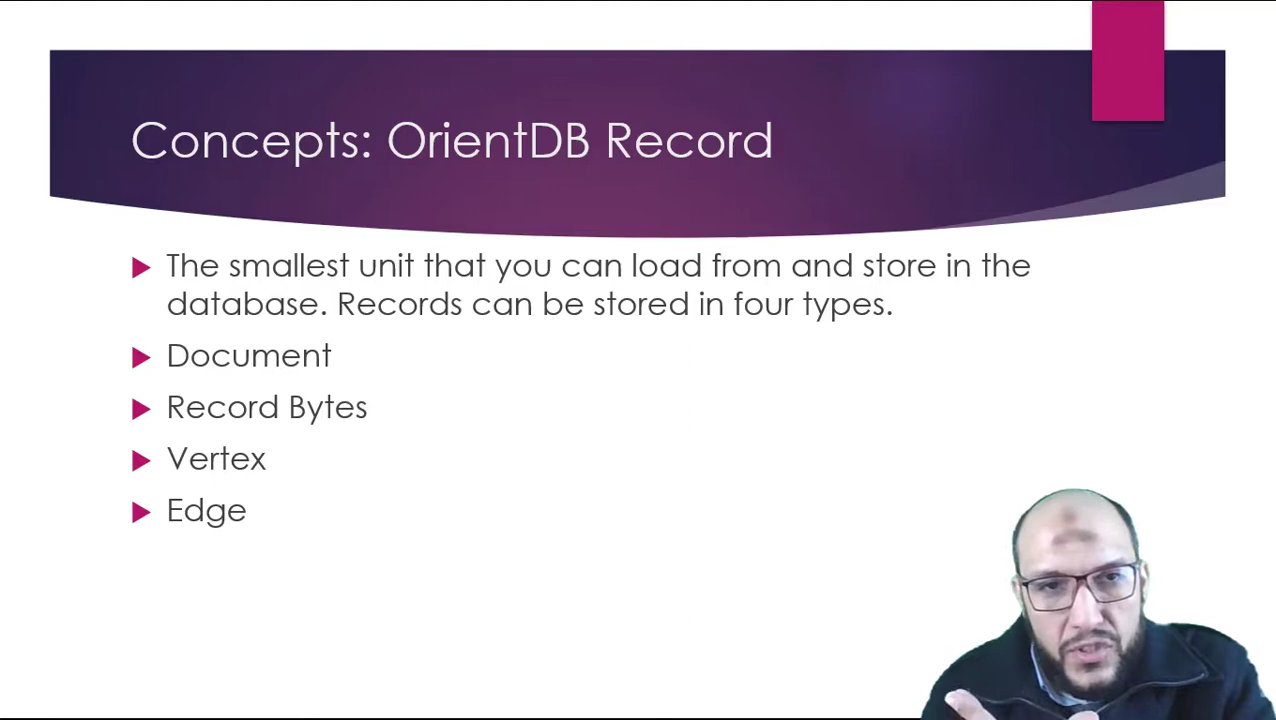 Concepts: OrientDB Record
The smallest unit that you can load from and store in the
database. Records can be stored in four types.
Document
Record Bytes
Vertex
Edge